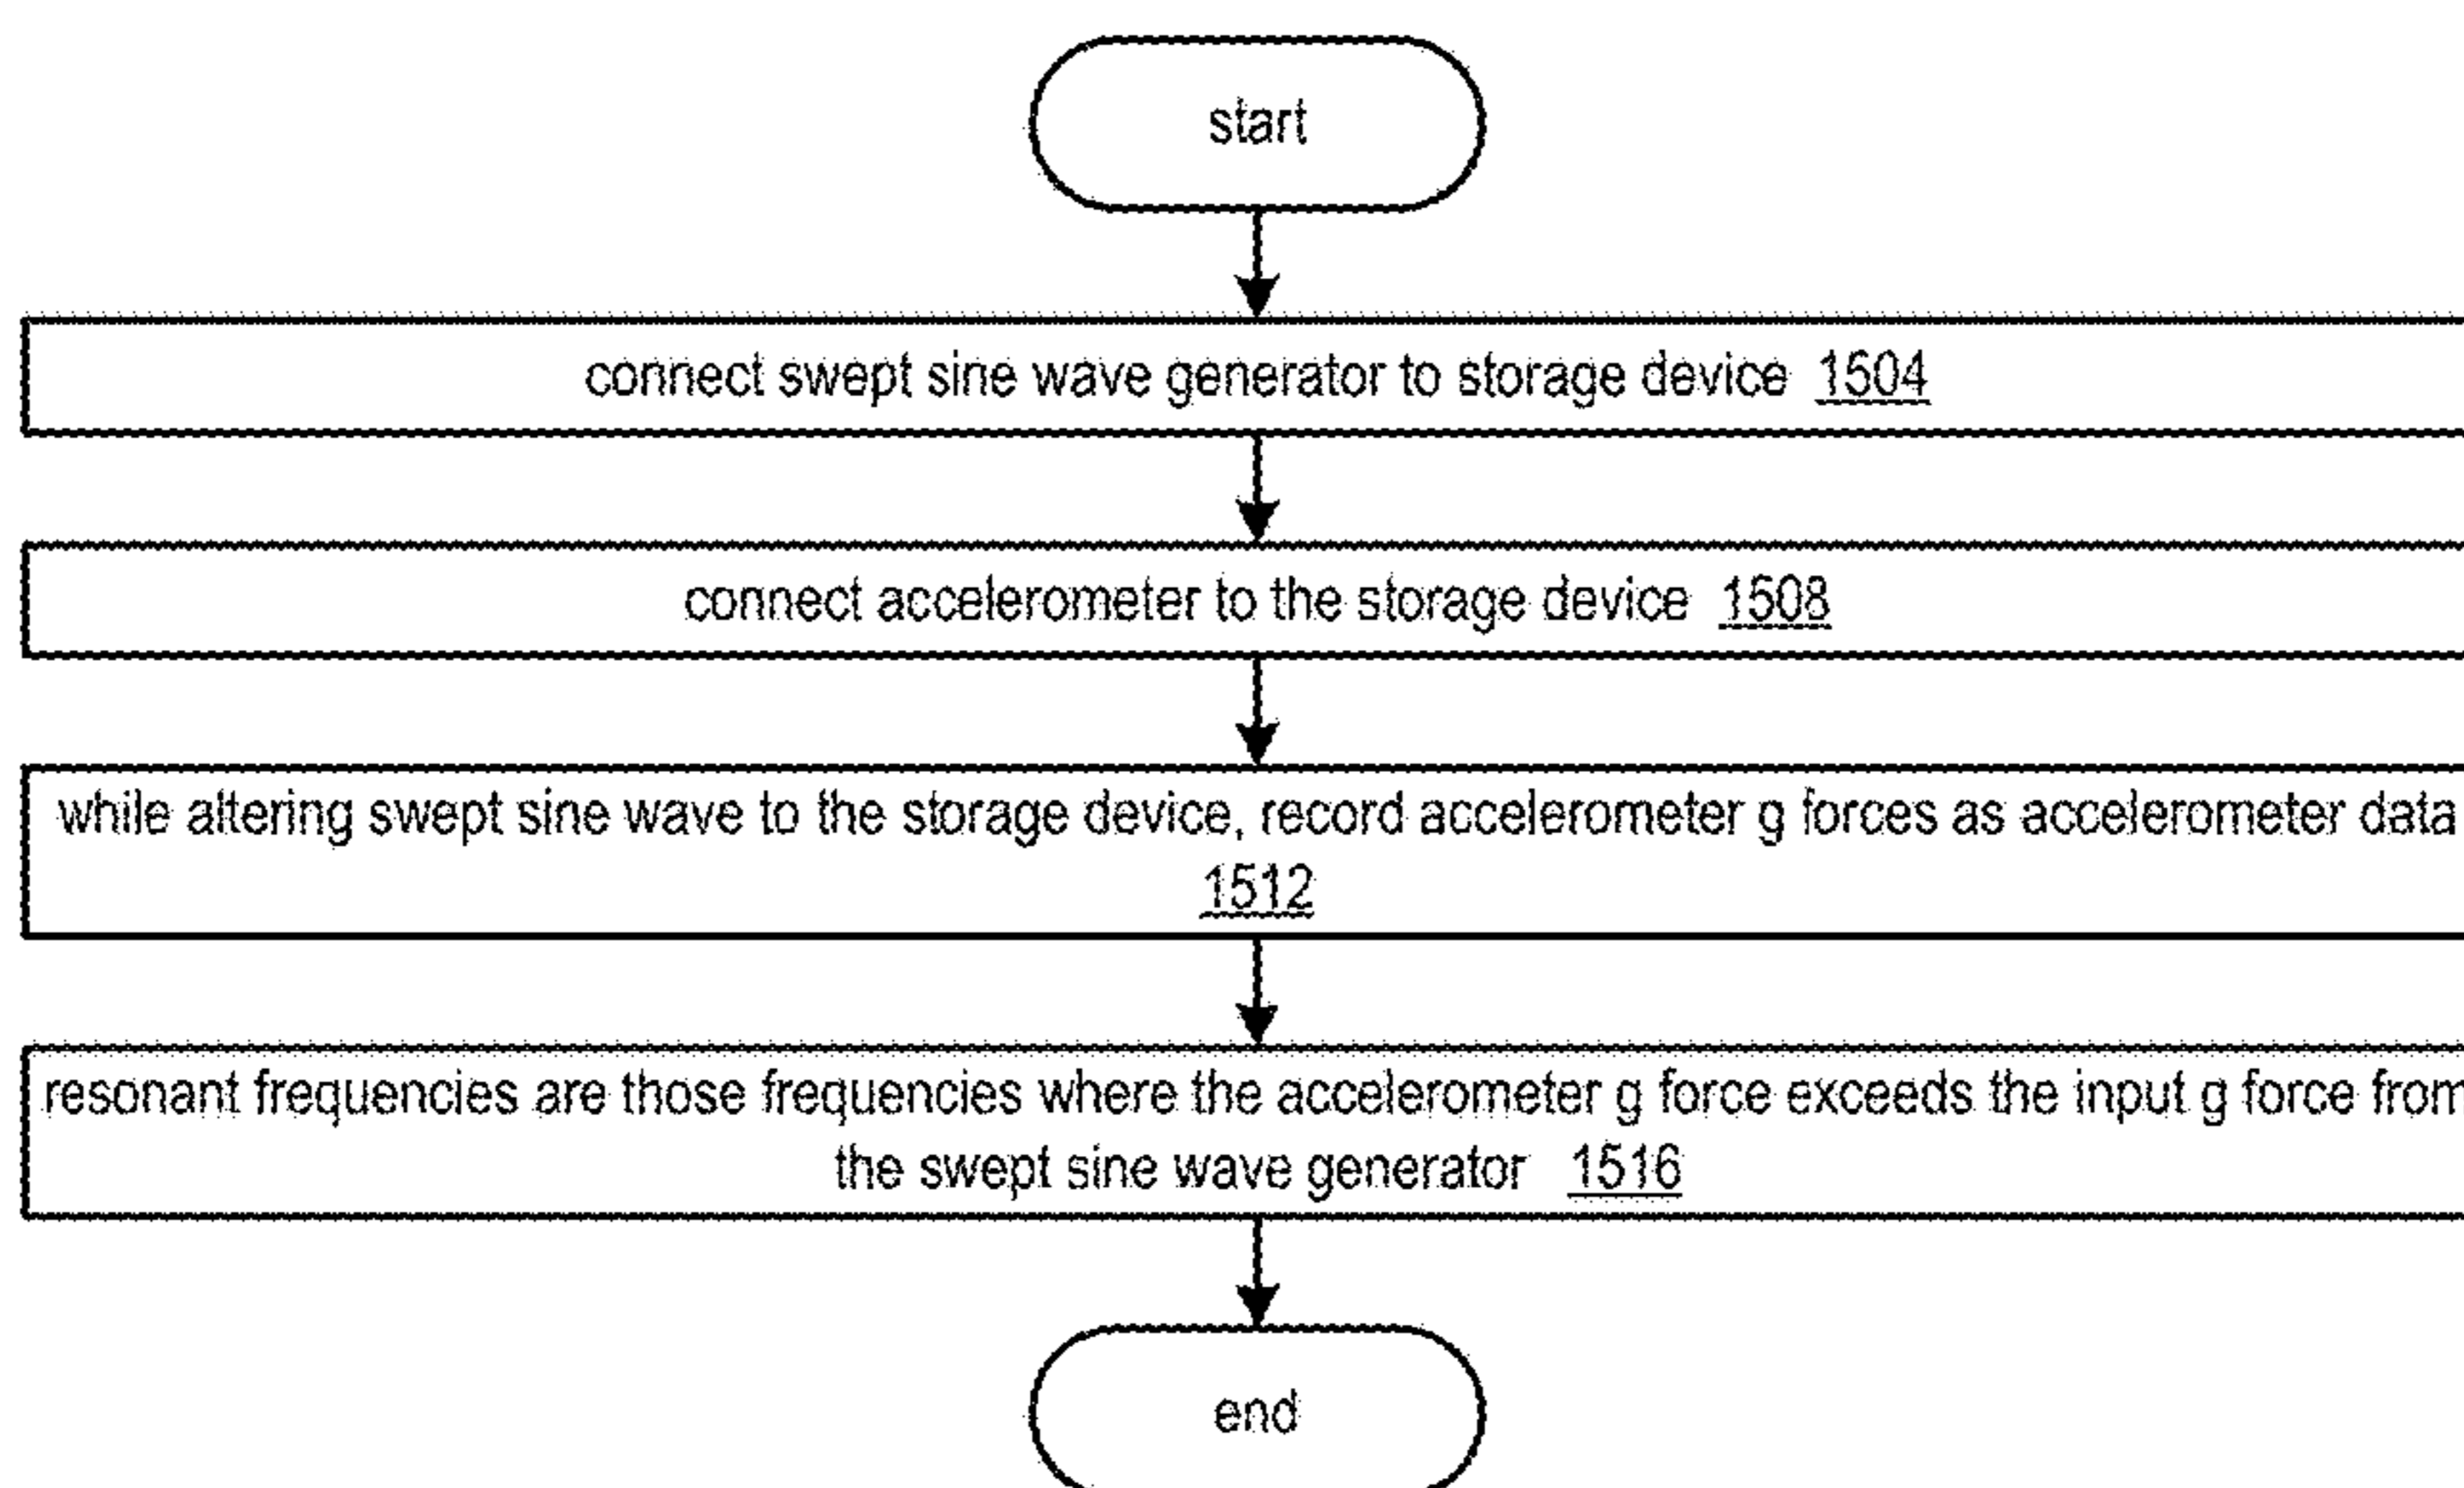 start
connect swept sine wave generator to storage device 1504
connect accelerometer to the storage device 1508
while altering swept sine wave to the storage device, record accelerometer g forces as accelerometer data
1512
resonant frequencies are those frequencies where the accelerometer g force exceeds the input g force from
the swept sine wave generator 1516
end